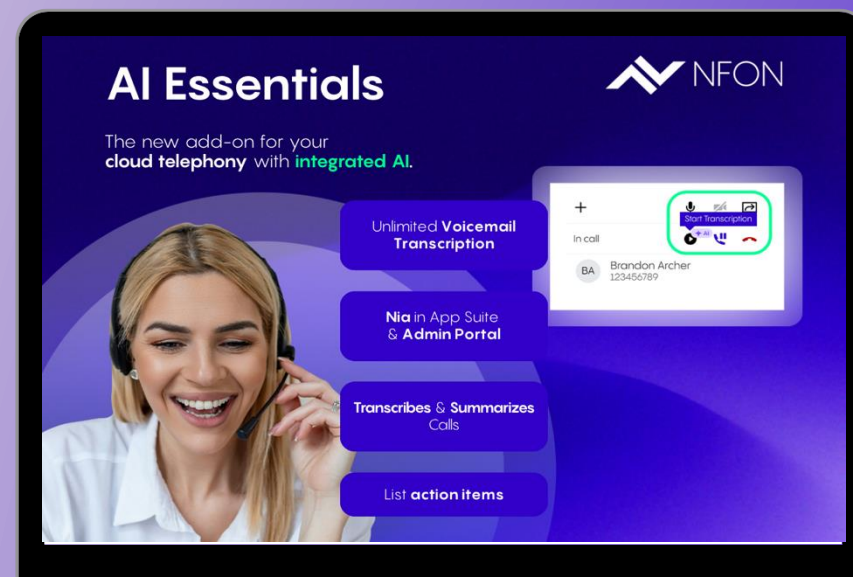 AI Essentials
NFON
The new add-on for your
cloud telephony with integrated AI.
Unlimited Voicemail
Transcription
Nia in App Suite
& Admin Portal
Transcribes & Summarizes
Calls
List action items
Start Transcription
In call
AI
BA
Brandon Archer
123456789